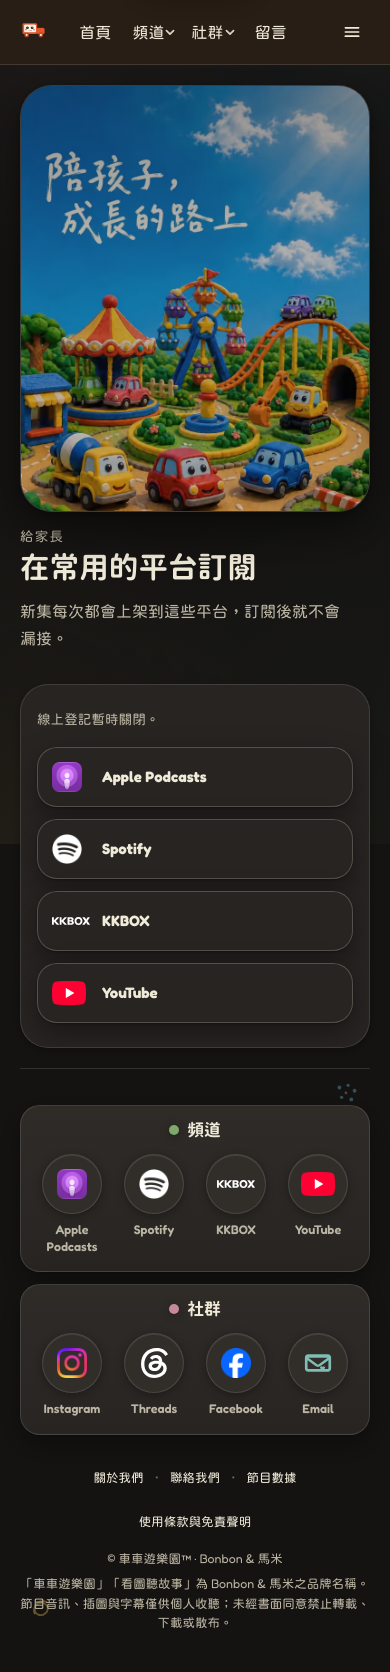 首頁 頻道 社群 留言
陪孩子，
成長的路上
給家長
在常用的平台訂閱
新集每次都會上架到這些平台，訂閱後就不會
漏接。
線上登記暫時關閉。
Apple Podcasts
Spotify
KKBOX KKBOX
YouTube
頻道
KKBOX
Apple Podcasts
Spotify
KKBOX
YouTube
社群
Instagram
Threads
Facebook
Email
關於我們 · 聯絡我們 · 節目數據
使用條款與免責聲明
© 車車遊樂園™ · Bonbon & 馬米
「車車遊樂園」「看圖聽故事」為 Bonbon & 馬米之品牌名稱。
節目音訊、插圖與字幕僅供個人收聽；未經書面同意禁止轉載、
下載或散布。